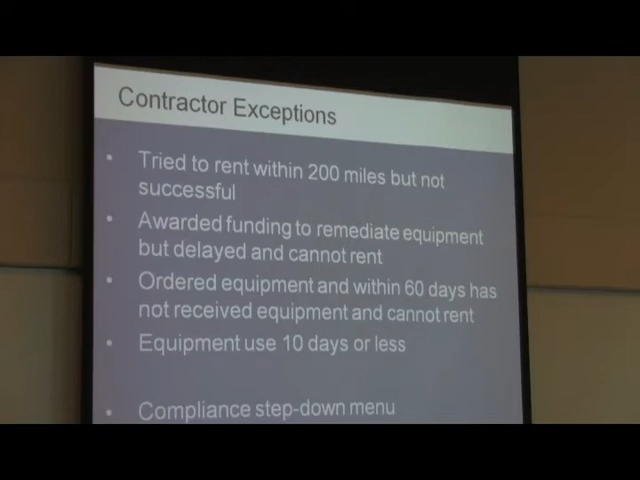 Contractor Exceptions
• Tried to rent within 200 miles but not
successful
• Awarded funding to remediate equipment
but delayed and cannot rent
• Ordered equipment and within 60 days has
not received equipment and cannot rent
• Equipment use 10 days or less
• Compliance step-down menu